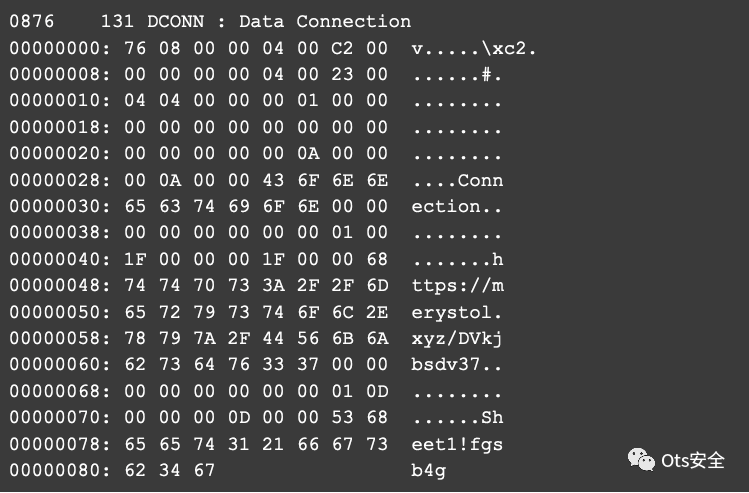 0876    131 DCONN : Data Connection
00000000: 76 08 00 00 04 00 C2 00  v.....\xc2.
00000008: 00 00 00 00 04 00 23 00  ......#.
00000010: 04 04 00 00 00 01 00 00  ........
00000018: 00 00 00 00 00 00 00 00  ........
00000020: 00 00 00 00 00 0A 00 00  ........
00000028: 00 0A 00 00 43 6F 6E 6E  ....Conn
00000030: 65 63 74 69 6F 6E 00 00  ection..
00000038: 00 00 00 00 00 00 01 00  ........
00000040: 1F 00 00 00 1F 00 00 68  .......h
00000048: 74 74 70 73 3A 2F 2F 6D  ttps://m
00000050: 65 72 79 73 74 6F 6C 2E  erystol.
00000058: 78 79 7A 2F 44 56 6B 6A  xyz/DVkj
00000060: 62 73 64 76 33 37 00 00  bsdv37..
00000068: 00 00 00 00 00 00 01 0D  ........
00000070: 00 00 00 0D 00 00 53 68  ......Sh
00000078: 65 65 74 31 21 66 67 73  eet1!fgs
00000080: 62 34 67                 b4g
Ots安全